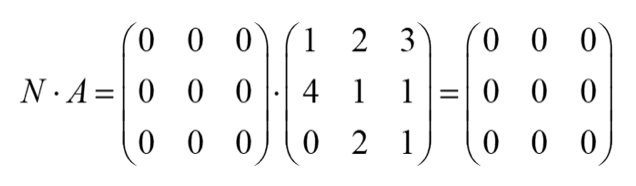 N · A = (0 0 0) · (1 2 3) = (0 0 0)
(0 0 0) (4 1 1) (0 0 0)
(0 0 0) (0 2 1) (0 0 0)